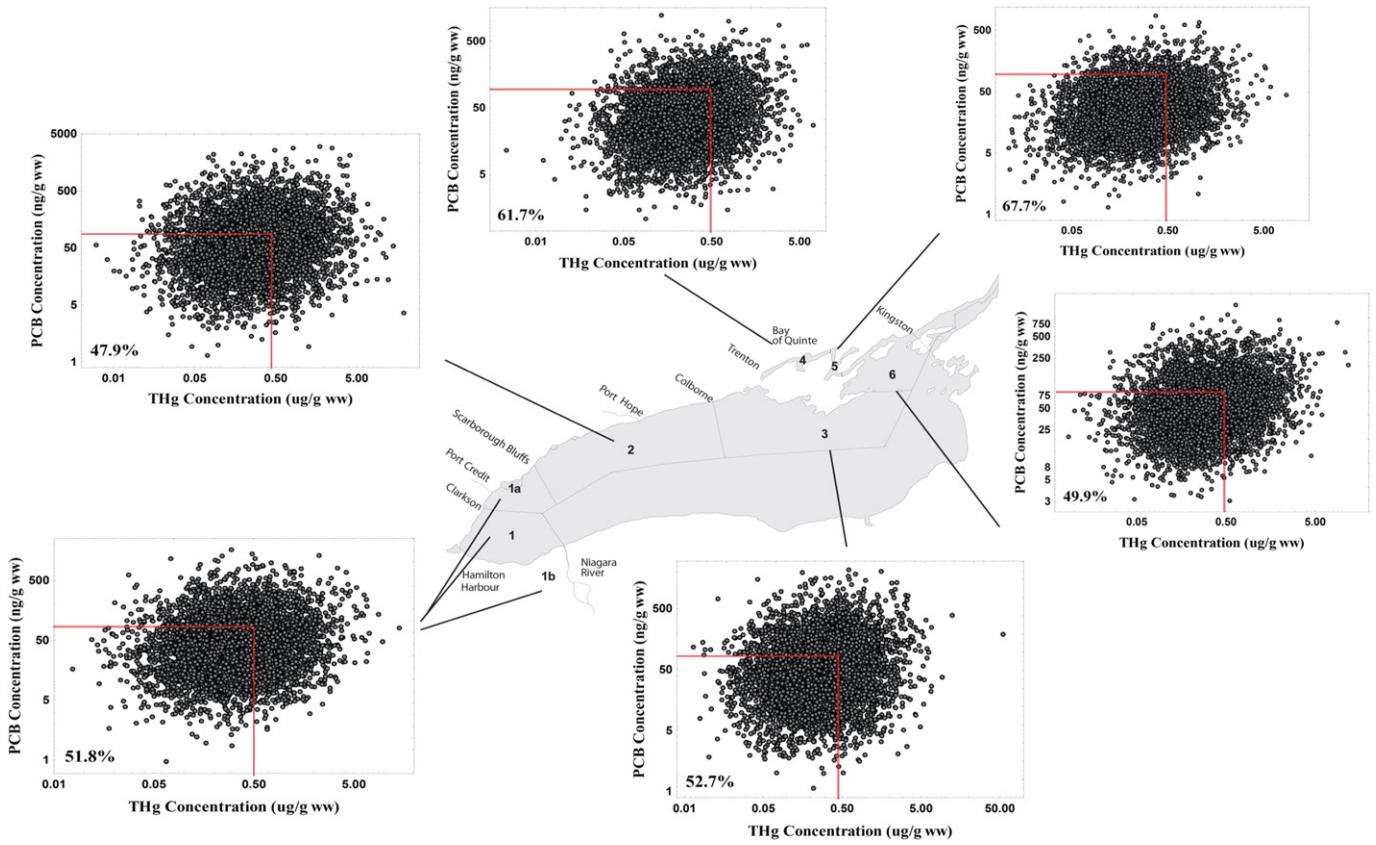 PCB Concentration (ng/g ww)
500
50
5
61.7%
0.01
0.05
0.50
5.00
THg Concentration (ug/g ww)
PCB Concentration (ng/g ww)
500
50
5
1
67.7%
0.05
0.50
5.00
THg Concentration (ug/g ww)
PCB Concentration (ng/g ww)
5000
500
50
5
1
47.9%
0.01
0.05
0.50
5.00
THg Concentration (ug/g ww)
PCB Concentration (ng/g ww)
750
500
250
75
50
25
8
5
3
49.9%
0.05
0.50
5.00
THg Concentration (ug/g ww)
Kingston
Bay
of Quinte
Trenton
4
5
6
Colborne
Port Hope
3
Scarborough Bluffs
2
Port Credit
1a
Clarkson
1
Hamilton
Harbour
1b
Niagara
River
PCB Concentration (ng/g ww)
500
50
5
1
51.8%
0.01
0.05
0.50
5.00
THg Concentration (ug/g ww)
PCB Concentration (ng/g ww)
500
50
5
1
52.7%
0.01
0.05
0.50
5.00
50.00
THg Concentration (ug/g ww)